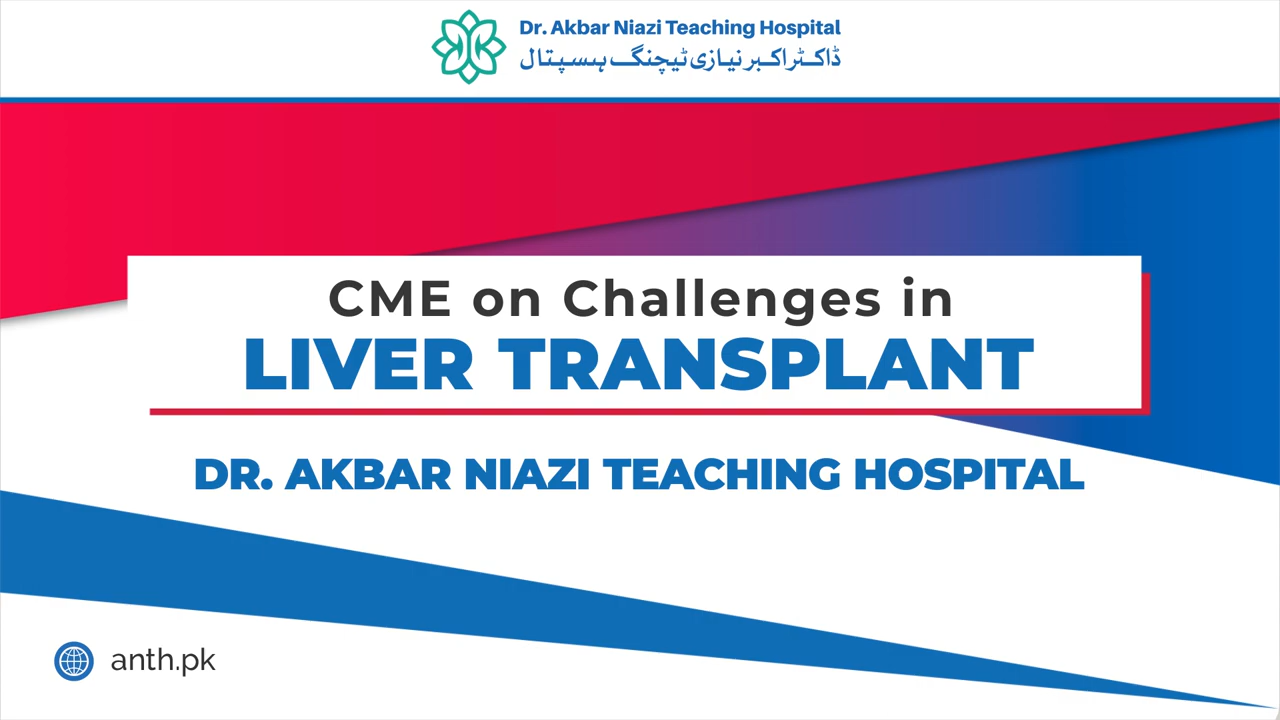 Dr. Akbar Niazi Teaching Hospital
ڈاکٹر اکبر نیازی ٹیچنگ ہسپتال
CME on Challenges in
LIVER TRANSPLANT
DR. AKBAR NIAZI TEACHING HOSPITAL
anth.pk